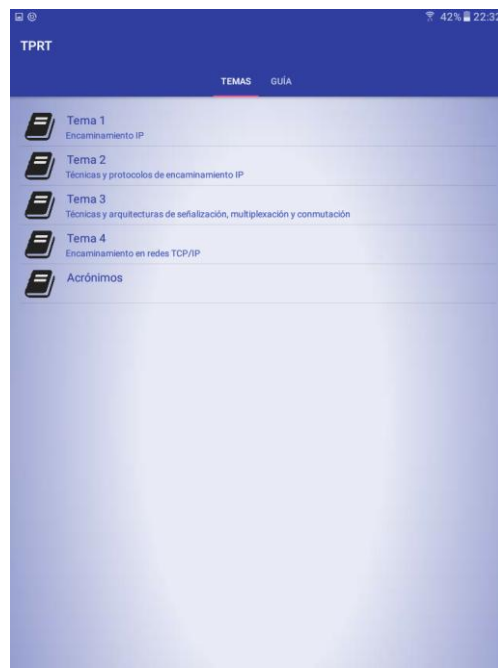 42% 22:32
TPRT
TEMAS GUÍA
Tema 1
Encaminamiento IP
Tema 2
Técnicas y protocolos de encaminamiento IP
Tema 3
Técnicas y arquitecturas de señalización, multiplexación y conmutación
Tema 4
Encaminamiento en redes TCP/IP
Acrónimos